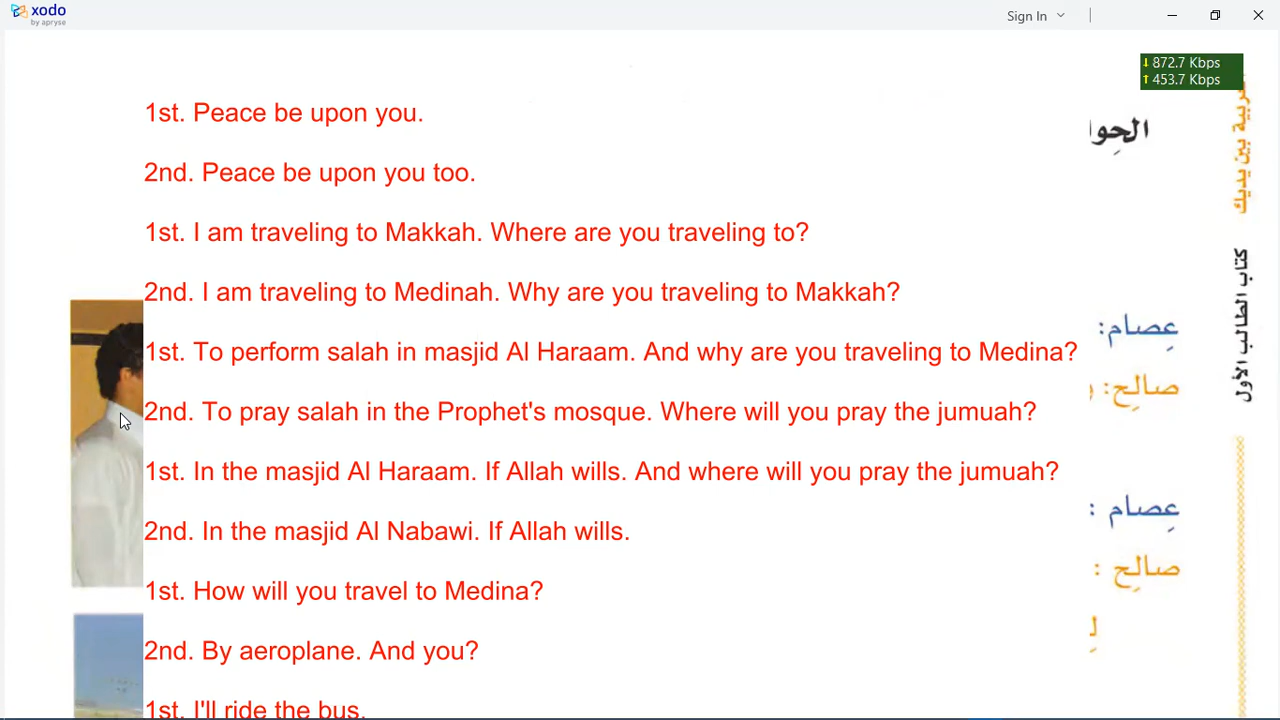 xodo
by apryse
Sign In
↓ 872.7 Kbps
↑ 453.7 Kbps
1st. Peace be upon you.
2nd. Peace be upon you too.
1st. I am traveling to Makkah. Where are you traveling to?
2nd. I am traveling to Medinah. Why are you traveling to Makkah?
1st. To perform salah in masjid Al Haraam. And why are you traveling to Medina?
2nd. To pray salah in the Prophet's mosque. Where will you pray the jumuah?
1st. In the masjid Al Haraam. If Allah wills. And where will you pray the jumuah?
2nd. In the masjid Al Nabawi. If Allah wills.
1st. How will you travel to Medina?
2nd. By aeroplane. And you?
1st. I'll ride the bus.
عِصام:
صالِح:
عِصام :
صالِح :
بين يديك
كتاب الطالب الأول